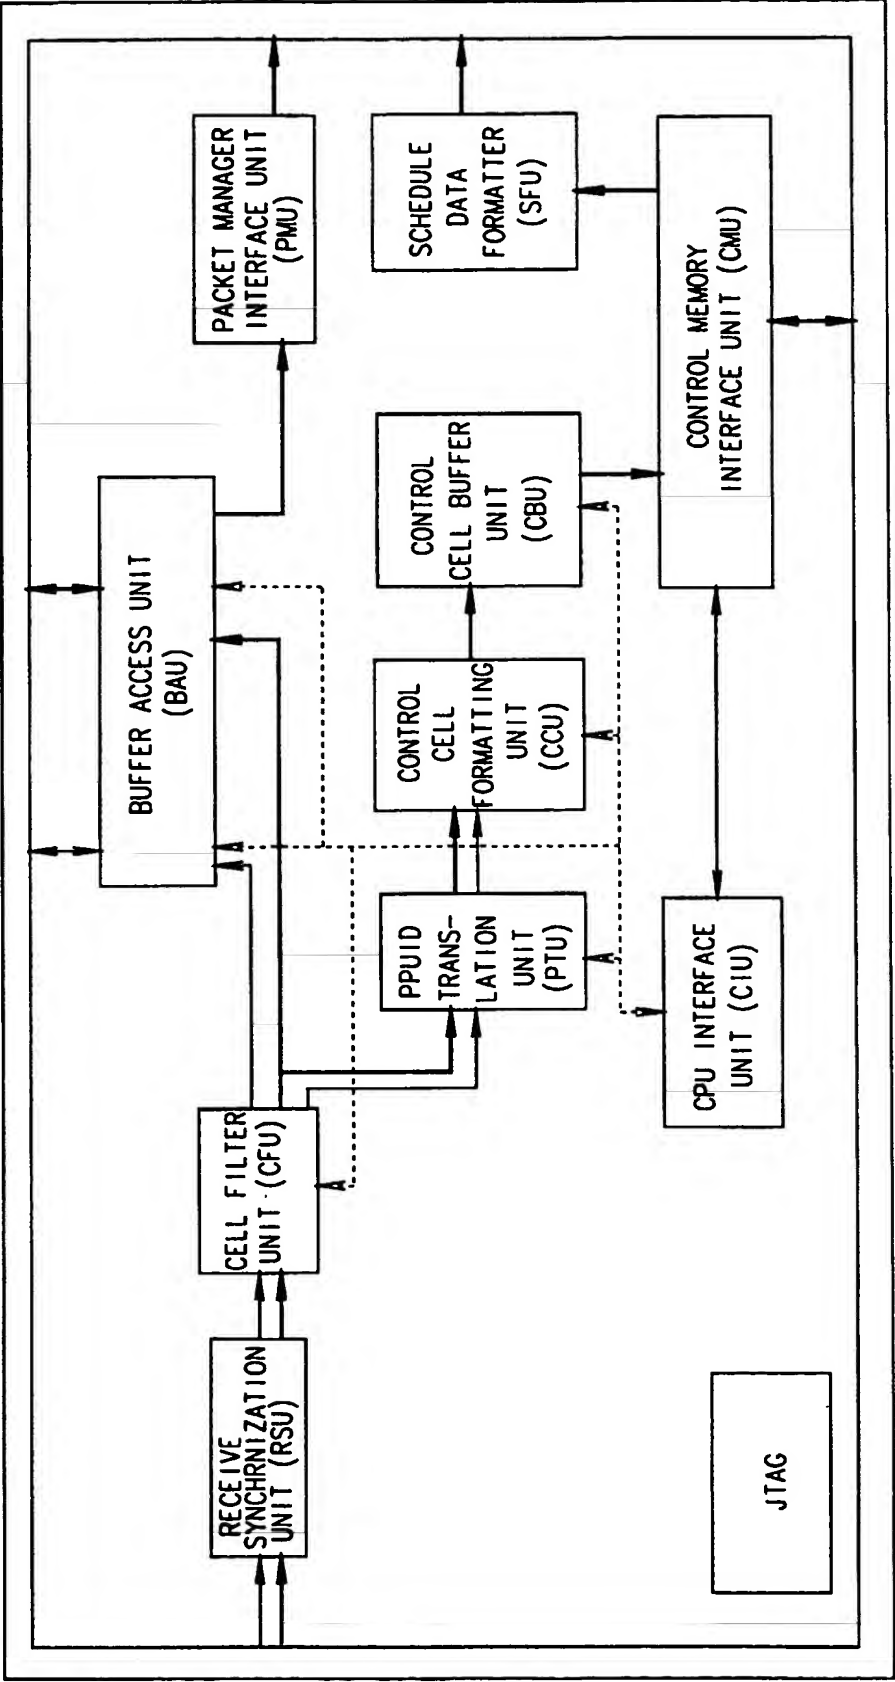 RECEIVE
SYNCHRNIZATION
UNIT (RSU)
CELL FILTER
UNIT (CFU)
BUFFER ACCESS UNIT
(BAU)
PACKET MANAGER
INTERFACE UNIT
(PMU)
PPUID
TRANS-
LATION
UNIT
(PTU)
CONTROL
CELL
FORMATTING
UNIT
(CCU)
CONTROL
CELL BUFFER
UNIT
(CBU)
SCHEDULE
DATA
FORMATTER
(SFU)
JTAG
CPU INTERFACE
UNIT (CIU)
CONTROL MEMORY
INTERFACE UNIT (CMU)